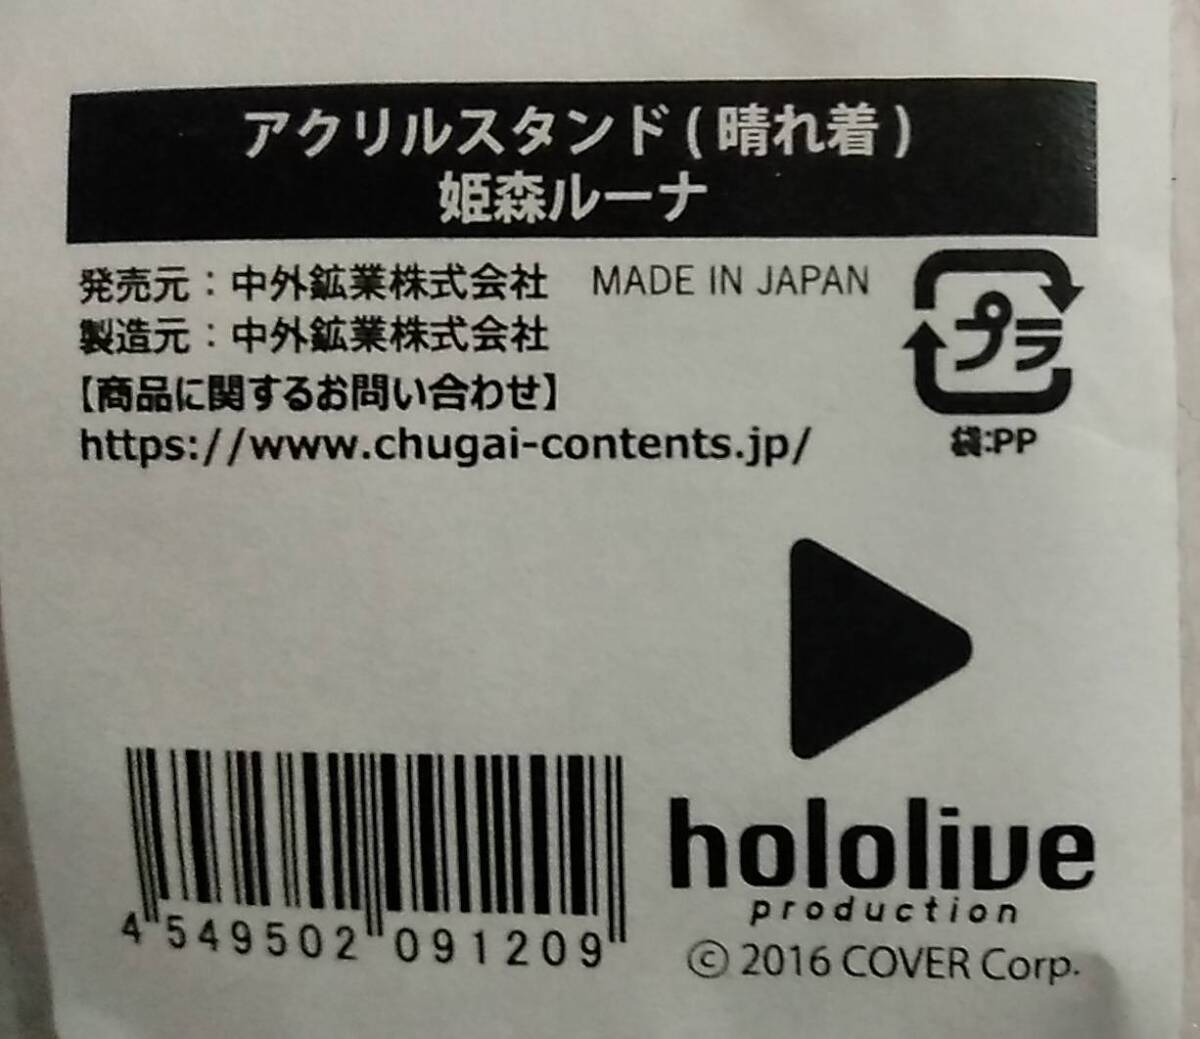 アクリルスタンド(晴れ着)
姫森ルーナ
発売元：中外鉱業株式会社 MADE IN JAPAN
製造元：中外鉱業株式会社
【商品に関するお問い合わせ】
https://www.chugai-contents.jp/
プラ
袋:PP
hololive
production
© 2016 COVER Corp.
4 549502 091209